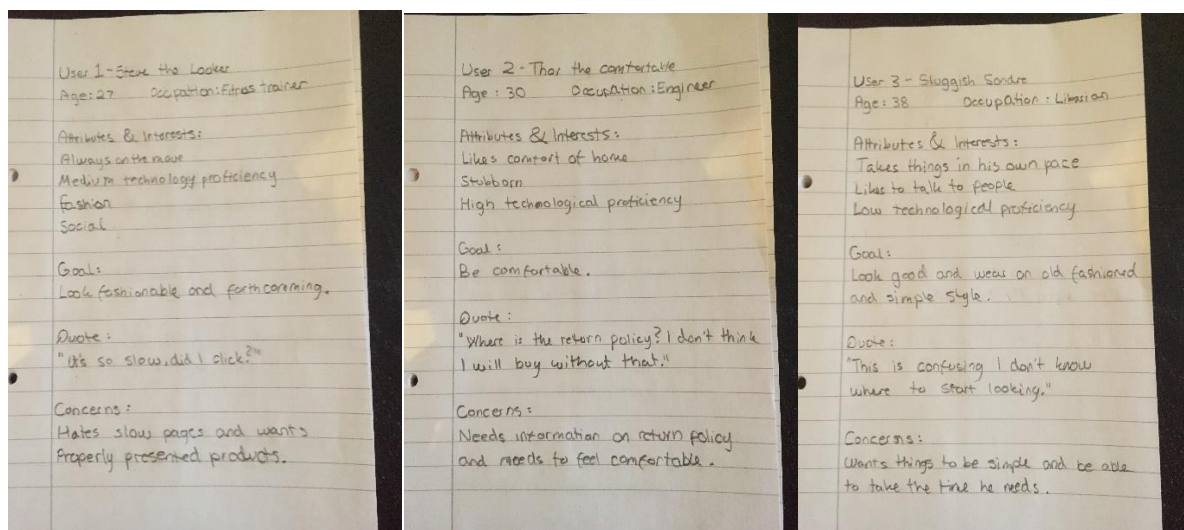 User 1 - Steve the Looker
Age: 27 Occpation: Fitnes trainer
Attributes & Interests:
Always on the move
Medium technology proficiency
Fashion
Social
Goal:
Look fashionable and forthcomming.
Quote:
"It's so slow, did I click?"
Concerns:
Hates slow pages and wants
Properly presented products.
User 2 - Thor the comfortable
Age: 30 Occupation: Engineer
Attributes & Interests:
Likes comfort of home
Stubborn
High technological proficiency
Goal:
Be comfortable.
Quote:
"Where is the return policy? I don't think
I will buy without that."
Concerns:
Needs information on return policy
and needs to feel comfortable.
User 3 - Sluggish Sondre
Age: 38 Occupation: Librarian
Attributes & Interests:
Takes things in his own pace
Likes to talk to people
Low technological proficiency
Goal:
Look good and wear an old fashioned
and simple style.
Quote:
"This is confusing I don't know
where to start looking."
Concerns:
Wants things to be simple and be able
to take the time he needs.